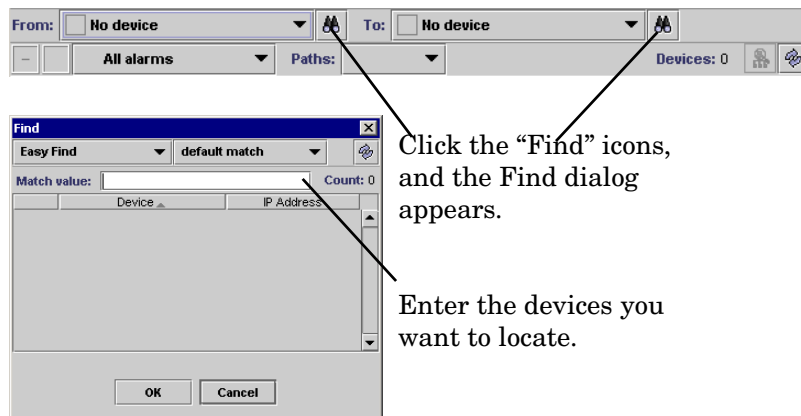 From: No device To: No device
– All alarms Paths: Devices: 0
Find
Easy Find default match
Match value: Count: 0
Device IP Address
OK Cancel
Click the “Find” icons,
and the Find dialog
appears.
Enter the devices you
want to locate.